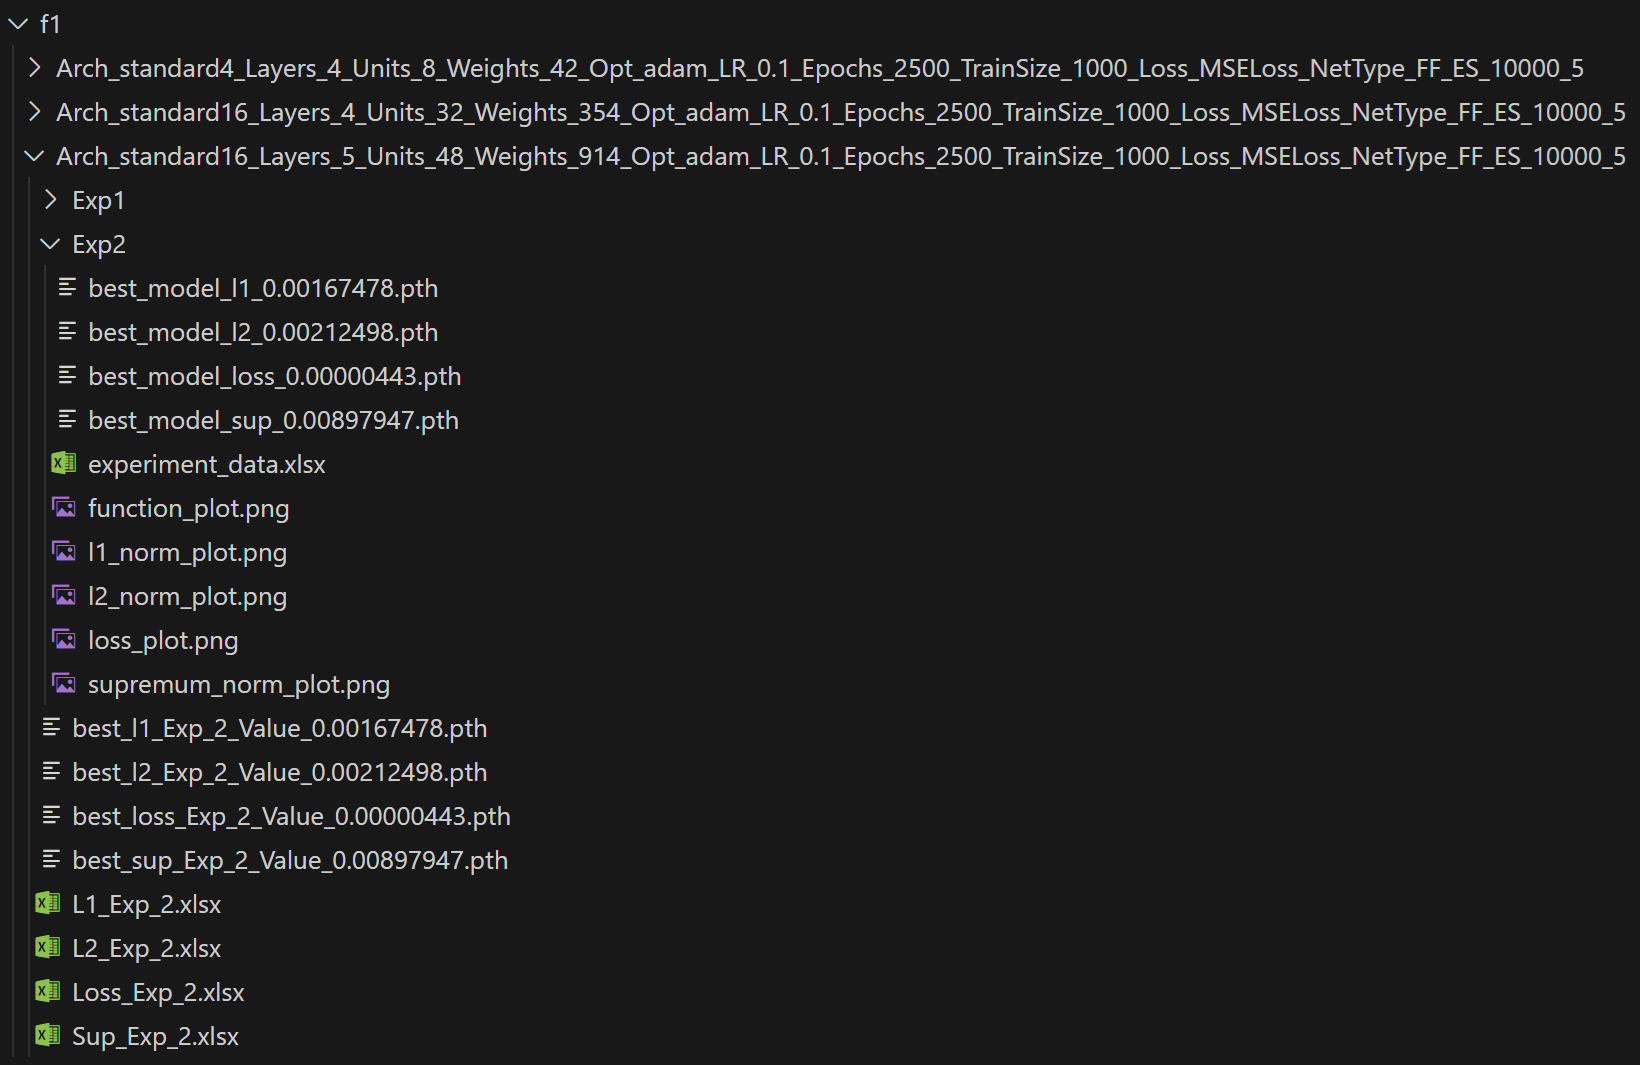 f1
Arch_standard4_Layers_4_Units_8_Weights_42_Opt_adam_LR_0.1_Epochs_2500_TrainSize_1000_Loss_MSELoss_NetType_FF_ES_10000_5
Arch_standard16_Layers_4_Units_32_Weights_354_Opt_adam_LR_0.1_Epochs_2500_TrainSize_1000_Loss_MSELoss_NetType_FF_ES_10000_5
Arch_standard16_Layers_5_Units_48_Weights_914_Opt_adam_LR_0.1_Epochs_2500_TrainSize_1000_Loss_MSELoss_NetType_FF_ES_10000_5
Exp1
Exp2
best_model_l1_0.00167478.pth
best_model_l2_0.00212498.pth
best_model_loss_0.00000443.pth
best_model_sup_0.00897947.pth
experiment_data.xlsx
function_plot.png
l1_norm_plot.png
l2_norm_plot.png
loss_plot.png
supremum_norm_plot.png
best_l1_Exp_2_Value_0.00167478.pth
best_l2_Exp_2_Value_0.00212498.pth
best_loss_Exp_2_Value_0.00000443.pth
best_sup_Exp_2_Value_0.00897947.pth
L1_Exp_2.xlsx
L2_Exp_2.xlsx
Loss_Exp_2.xlsx
Sup_Exp_2.xlsx